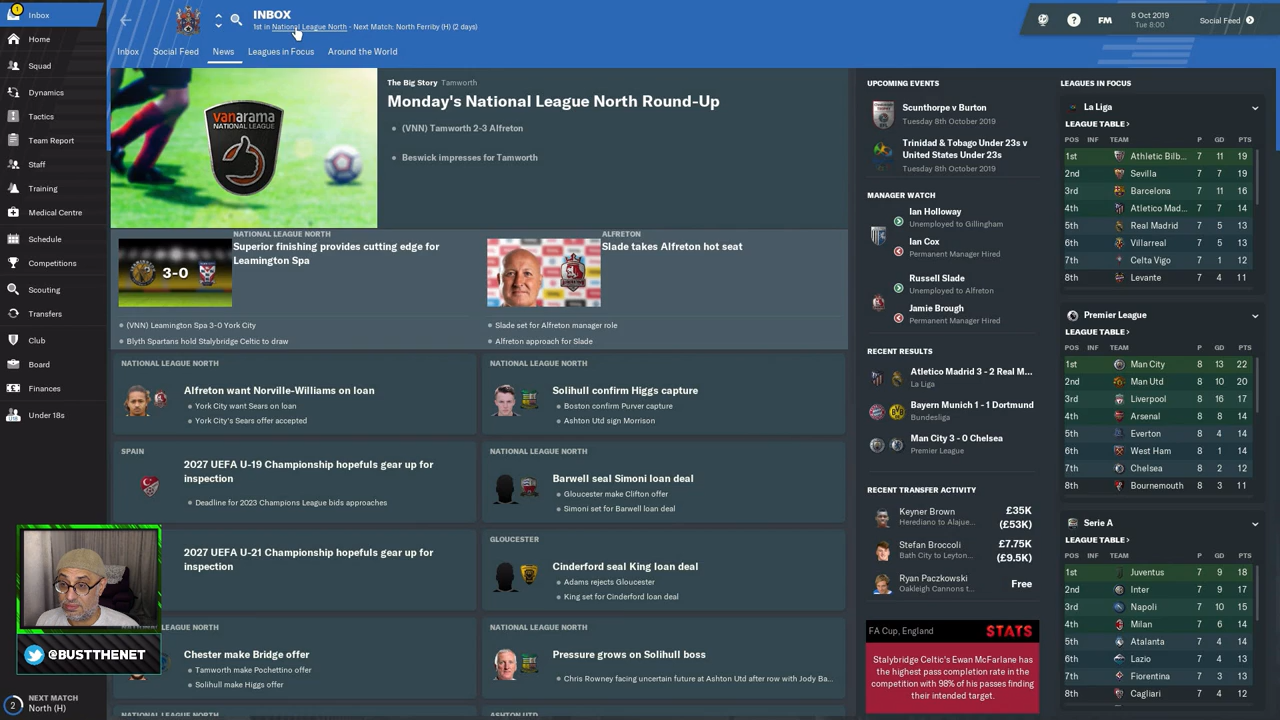 1
Inbox
Home
Squad
Dynamics
Tactics
Team Report
Staff
Training
Medical Centre
Schedule
Competitions
Scouting
Transfers
Club
Board
Finances
Under 18s
@BUSTTHENET
2
NEXT MATCH
North (H)
INBOX
1st in National League North - Next Match: North Ferriby (H) (2 days)
FM
8 Oct 2019
Tue 8:00
Social Feed
Inbox
Social Feed
News
Leagues in Focus
Around the World
vanarama
NATIONAL LEAGUE
The Big Story Tamworth
Monday's National League North Round-Up
(VNN) Tamworth 2-3 Alfreton
Beswick impresses for Tamworth
3-0
NATIONAL LEAGUE NORTH
Superior finishing provides cutting edge for
Leamington Spa
(VNN) Leamington Spa 3-0 York City
Blyth Spartans hold Stalybridge Celtic to draw
ALFRETON
Slade takes Alfreton hot seat
Slade set for Alfreton manager role
Alfreton approach for Slade
NATIONAL LEAGUE NORTH
Alfreton want Norville-Williams on loan
York City want Sears on loan
York City's Sears offer accepted
NATIONAL LEAGUE NORTH
Solihull confirm Higgs capture
Boston confirm Purver capture
Ashton Utd sign Morrison
SPAIN
2027 UEFA U-19 Championship hopefuls gear up for
inspection
Deadline for 2023 Champions League bids approaches
NATIONAL LEAGUE NORTH
Barwell seal Simoni loan deal
Gloucester make Clifton offer
Simoni set for Barwell loan deal
2027 UEFA U-21 Championship hopefuls gear up for
inspection
GLOUCESTER
Cinderford seal King loan deal
Adams rejects Gloucester
King set for Cinderford loan deal
LEAGUE NORTH
Chester make Bridge offer
Tamworth make Pochettino offer
Solihull make Higgs offer
NATIONAL LEAGUE NORTH
Pressure grows on Solihull boss
Chris Rowney facing uncertain future at Ashton Utd after row with Jody Ba...
NATIONAL LEAGUE NORTH
ASHTON UTD
UPCOMING EVENTS
Scunthorpe v Burton
Tuesday 8th October 2019
Trinidad & Tobago Under 23s v
United States Under 23s
Tuesday 8th October 2019
MANAGER WATCH
Ian Holloway
Unemployed to Gillingham
Ian Cox
Permanent Manager Hired
Russell Slade
Unemployed to Alfreton
Jamie Brough
Permanent Manager Hired
RECENT RESULTS
Atletico Madrid 3 - 2 Real M...
La Liga
Bayern Munich 1 - 1 Dortmund
Bundesliga
Man City 3 - 0 Chelsea
Premier League
RECENT TRANSFER ACTIVITY
Keyner Brown £35K
Herediano to Alajue... (£53K)
Stefan Broccoli £7.75K
Bath City to Leyton... (£9.5K)
Ryan Paczkowski Free
Oakleigh Cannons t...
FA Cup, England STATS
Stalybridge Celtic's Ewan McFarlane has
the highest pass completion rate in the
competition with 98% of his passes finding
their intended target.
LEAGUES IN FOCUS
La Liga
LEAGUE TABLE
POS INF TEAM P GD PTS
1st Athletic Bilb... 7 11 19
2nd Sevilla 7 7 19
3rd Barcelona 7 11 16
4th Atletico Mad... 7 7 14
5th Real Madrid 7 5 13
6th Villarreal 7 4 13
7th Celta Vigo 7 1 12
8th Levante 7 4 11
Premier League
LEAGUE TABLE
POS INF TEAM P GD PTS
1st Man City 8 13 22
2nd Man Utd 8 10 20
3rd Liverpool 8 16 17
4th Arsenal 8 8 14
5th Everton 8 4 14
6th West Ham 8 1 14
7th Chelsea 8 2 12
8th Bournemouth 8 3 11
Serie A
LEAGUE TABLE
POS INF TEAM P GD PTS
1st Juventus 7 9 18
2nd Inter 7 9 17
3rd Napoli 7 10 15
4th Milan 7 6 14
5th Atalanta 7 4 13
6th Lazio 7 4 13
7th Fiorentina 7 3 13
8th Cagliari 7 4 12